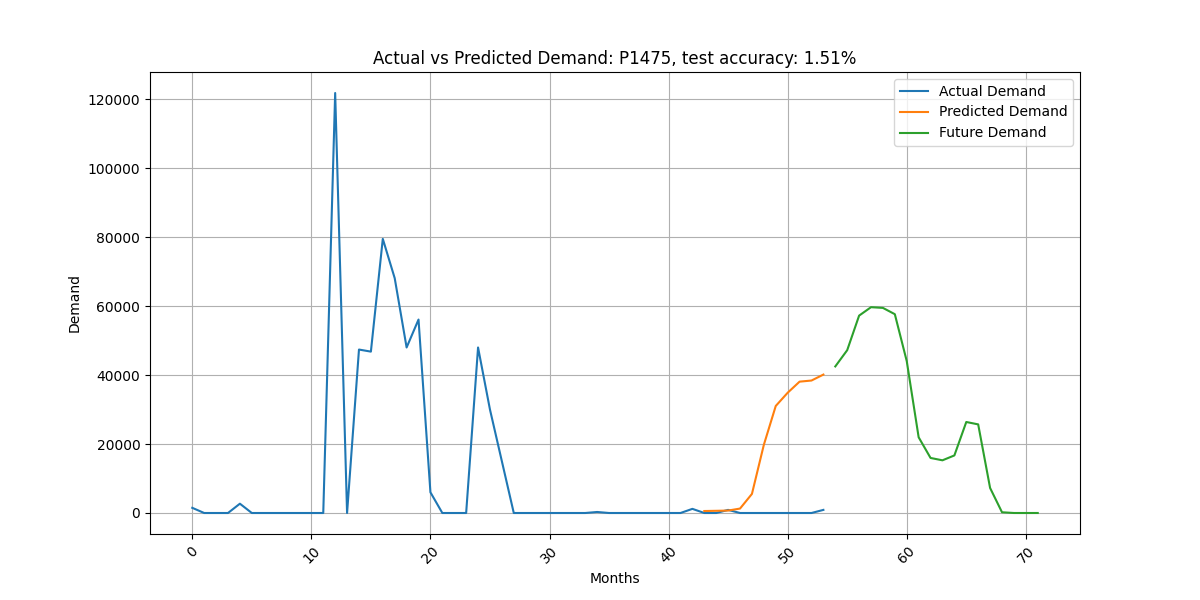 Actual vs Predicted Demand: P1475, test accuracy: 1.51%
Actual Demand
Predicted Demand
Future Demand
120000
100000
80000
60000
40000
20000
0
Demand
0 10 20 30 40 50 60 70
Months